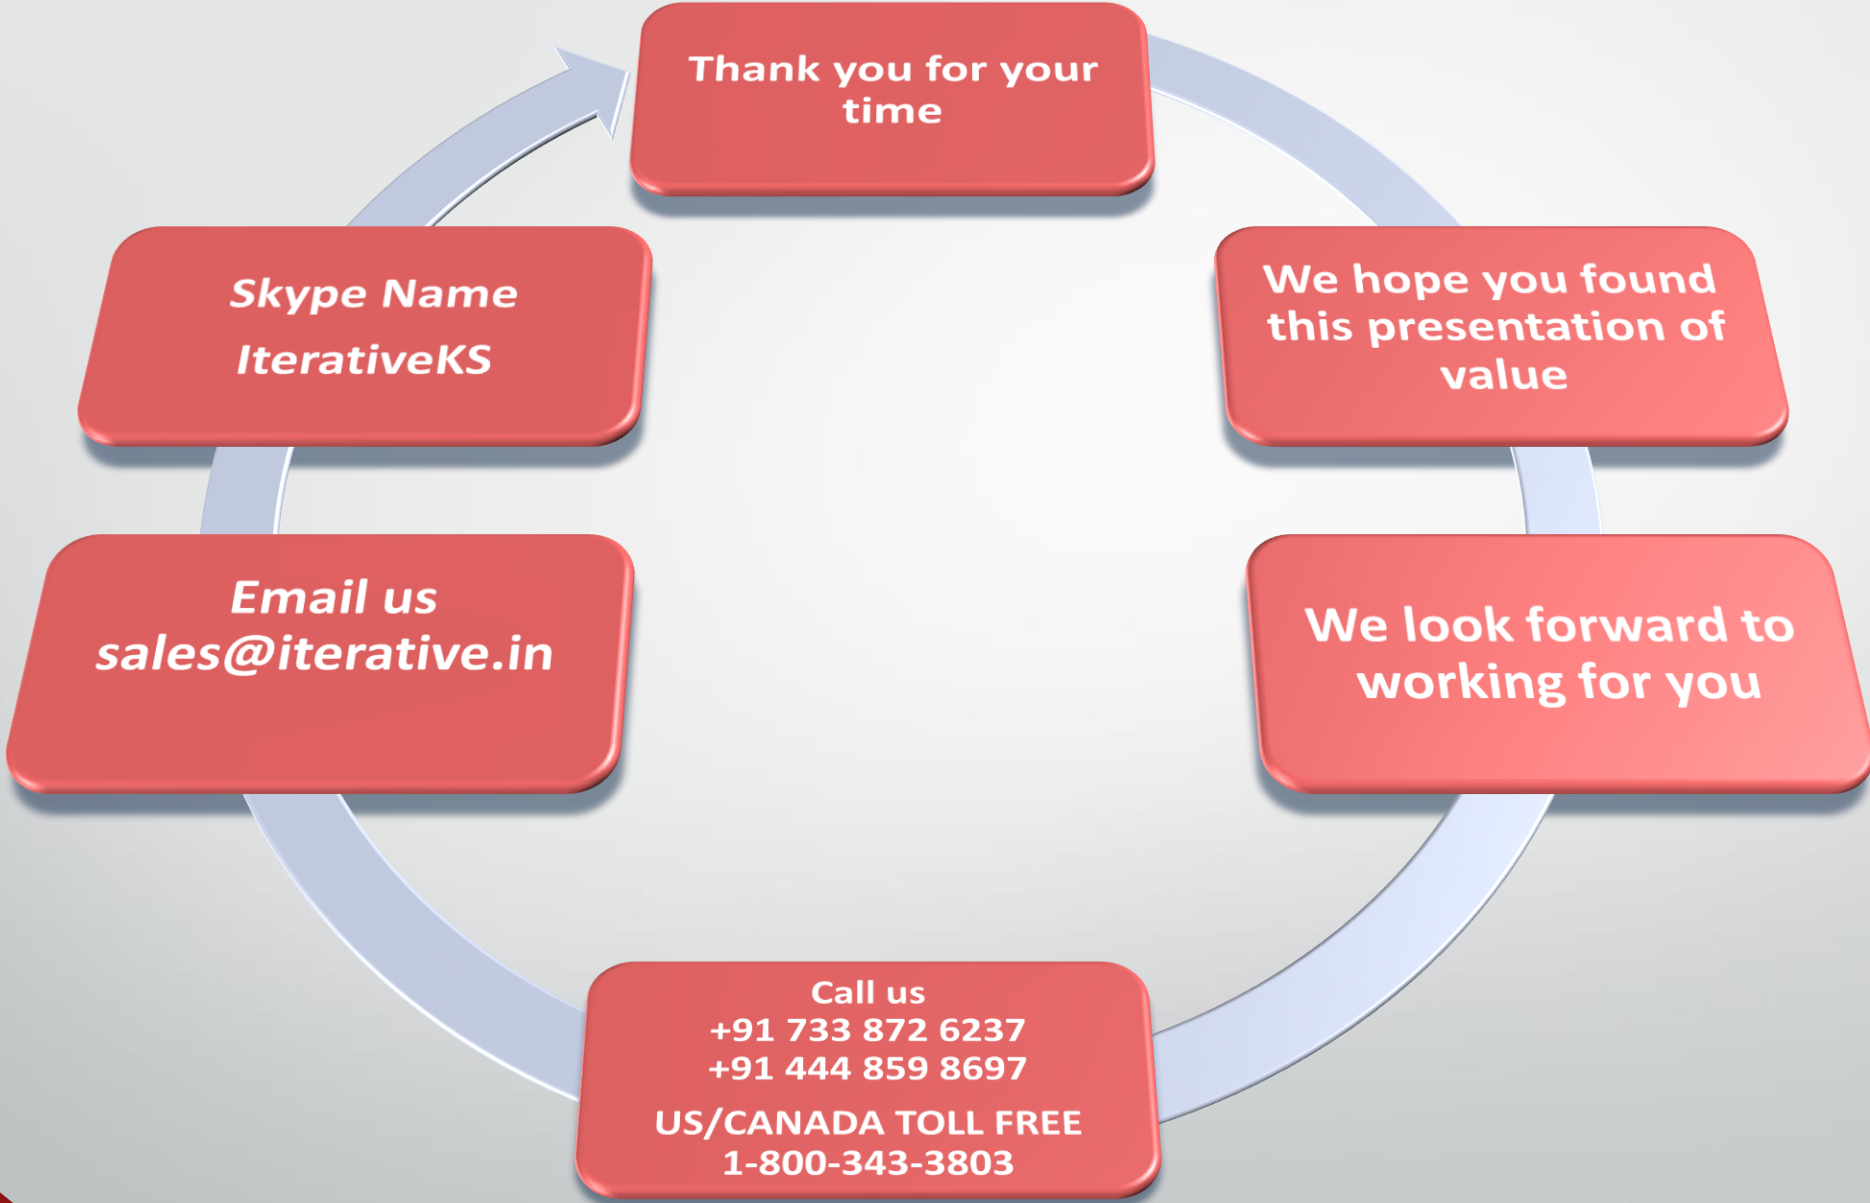 Thank you for your
time
We hope you found
this presentation of
value
We look forward to
working for you
Call us
+91 733 872 6237
+91 444 859 8697
US/CANADA TOLL FREE
1-800-343-3803
Email us
sales@iterative.in
Skype Name
IterativeKS